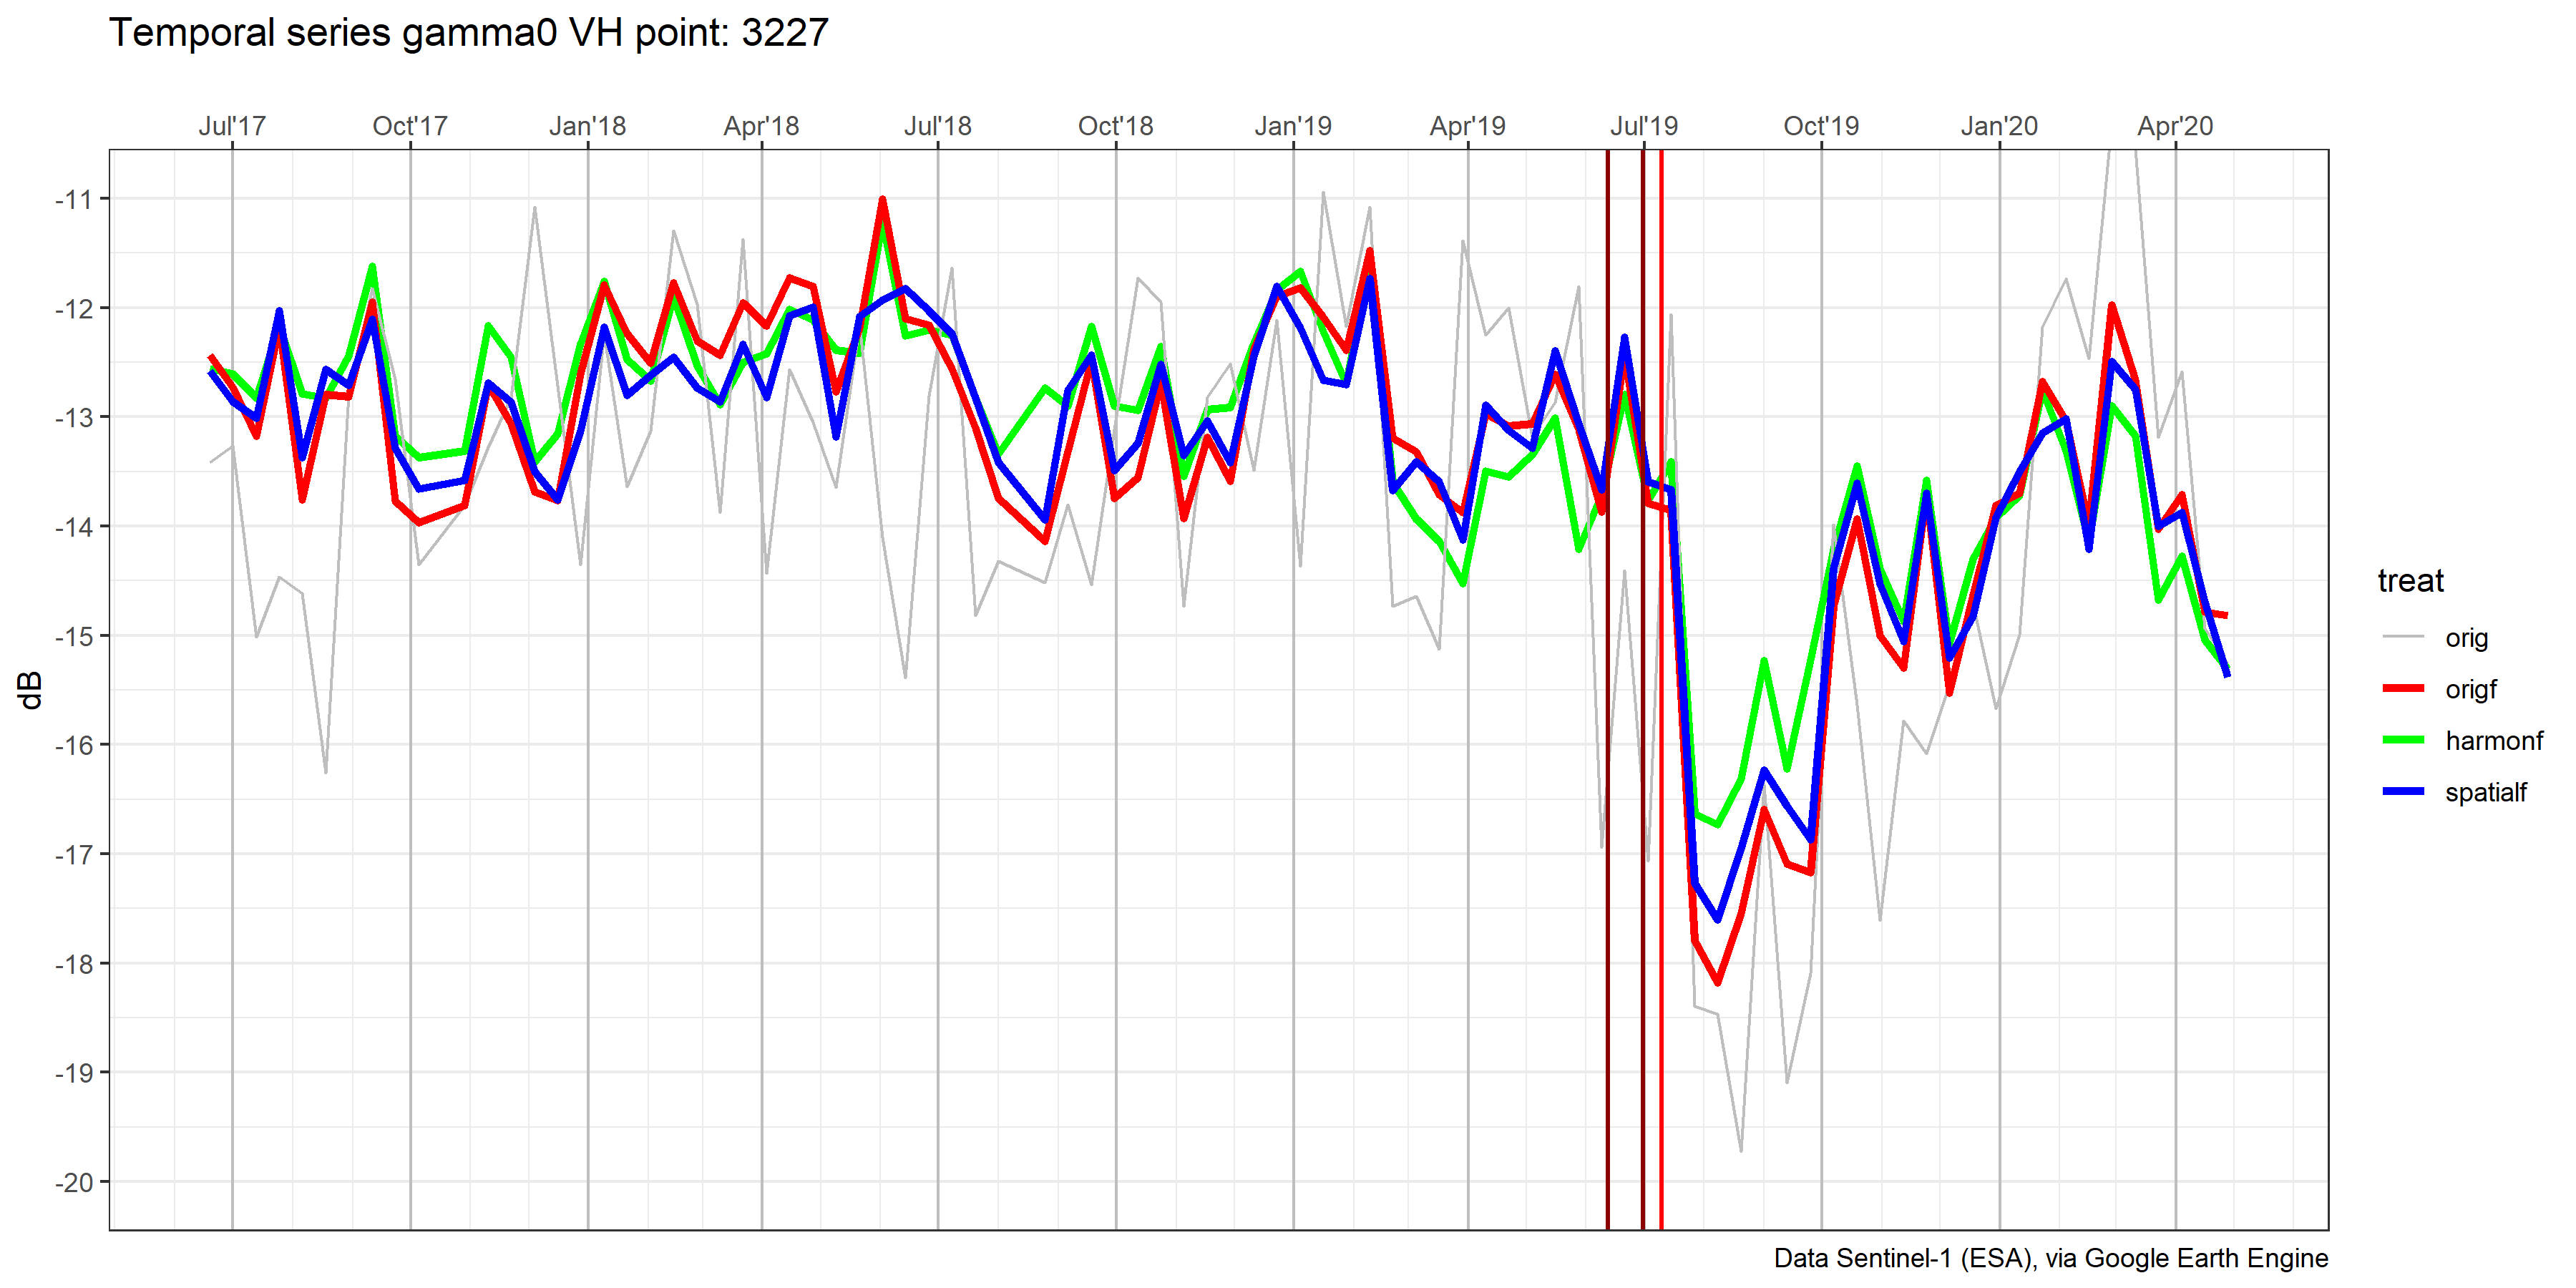 Temporal series gamma0 VH point: 3227
Jul'17 Oct'17 Jan'18 Apr'18 Jul'18 Oct'18 Jan'19 Apr'19 Jul'19 Oct'19 Jan'20 Apr'20
-11
-12
-13
-14
-15
-16
-17
-18
-19
-20
dB
treat
orig
origf
harmonf
spatialf
Data Sentinel-1 (ESA), via Google Earth Engine